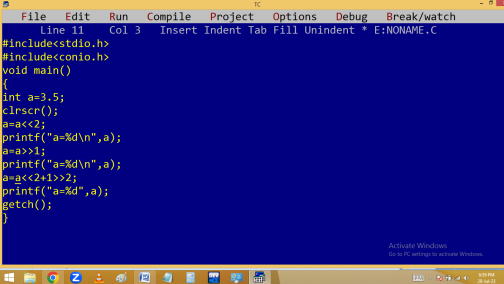 TC
File Edit Run Compile Project Options Debug Break/watch
Line 11 Col 3 Insert Indent Tab Fill Unindent * E:NONAME.C
#include<stdio.h>
#include<conio.h>
void main()
{
int a=3.5;
clrscr();
a=a<<2;
printf("a=%d\n",a);
a=a>>1;
printf("a=%d\n",a);
a=a<<2+1>>2;
printf("a=%d",a);
getch();
}
Activate Windows
Go to PC settings to activate Windows.